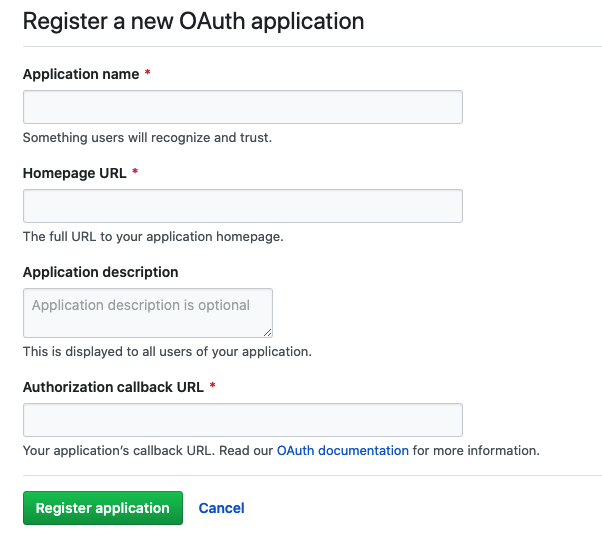 Register a new OAuth application
Application name *
Something users will recognize and trust.
Homepage URL *
The full URL to your application homepage.
Application description
Application description is optional
This is displayed to all users of your application.
Authorization callback URL *
Your application’s callback URL. Read our OAuth documentation for more information.
Register application Cancel